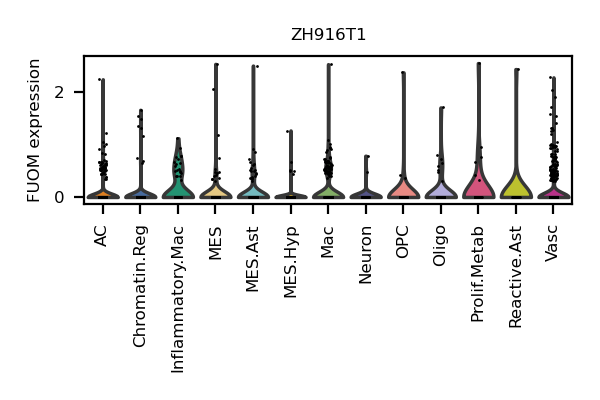 ZH916T1
FUOM expression
2
0
AC
Chromatin.Reg
Inflammatory.Mac
MES
MES.Ast
MES.Hyp
Mac
Neuron
OPC
Oligo
Prolif.Metab
Reactive.Ast
Vasc